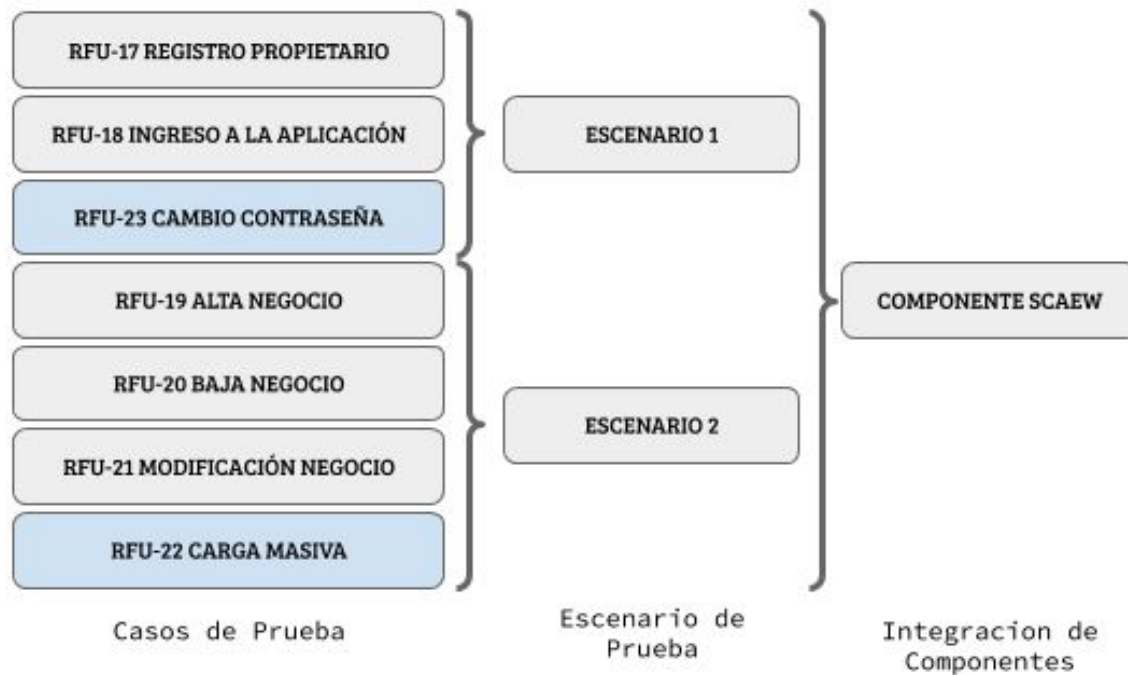 RFU-17 REGISTRO PROPIETARIO
RFU-18 INGRESO A LA APLICACIÓN
RFU-23 CAMBIO CONTRASEÑA
RFU-19 ALTA NEGOCIO
RFU-20 BAJA NEGOCIO
RFU-21 MODIFICACIÓN NEGOCIO
RFU-22 CARGA MASIVA
Casos de Prueba
ESCENARIO 1
ESCENARIO 2
Escenario de
Prueba
COMPONENTE SCAEW
Integracion de
Componentes